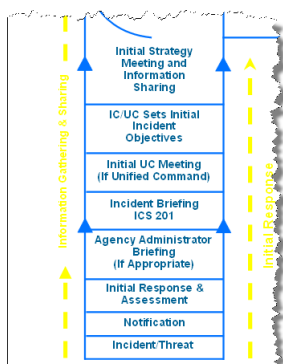 Initial Strategy
Meeting and
Information
Sharing
IC/UC Sets Initial
Incident
Objectives
Initial UC Meeting
(If Unified Command)
Incident Briefing
ICS 201
Agency Administrator
Briefing
(If Appropriate)
Initial Response &
Assessment
Notification
Incident/Threat
Information Gathering & Sharing
Initial Response